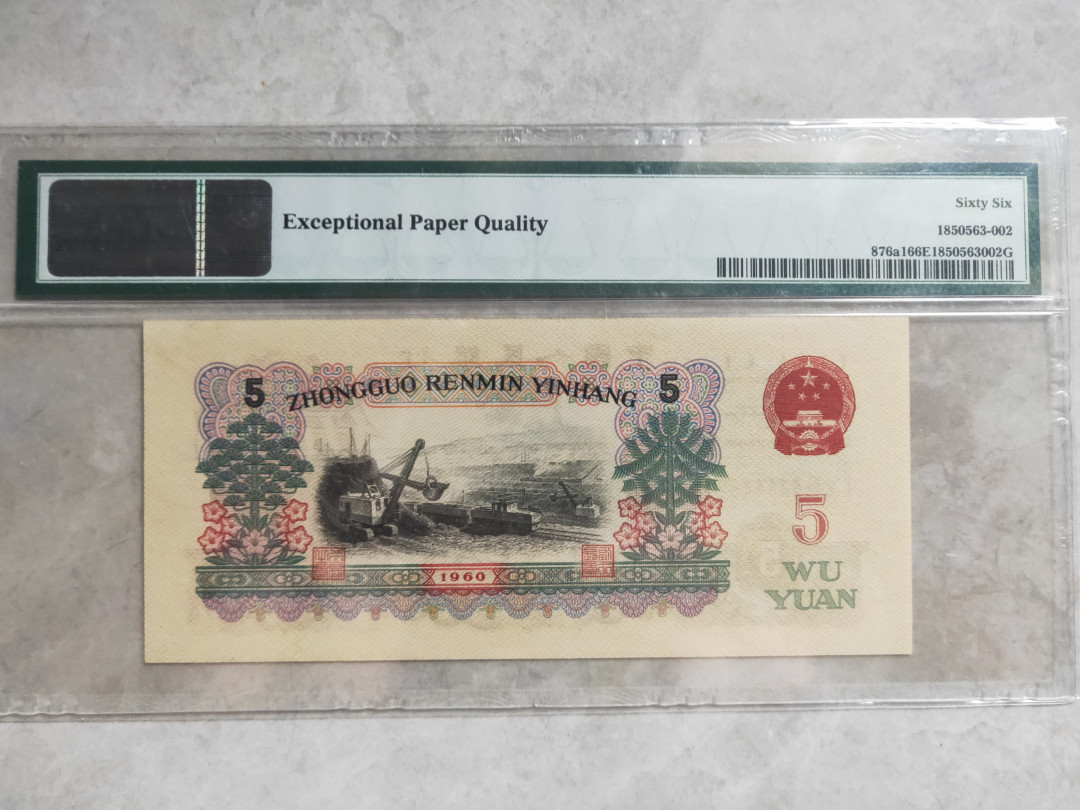 Exceptional Paper Quality
Sixty Six
1850563-002
876a166E1850563002G
5
ZHONGGUO RENMIN YINHANG
5
5
1960
WU
YUAN